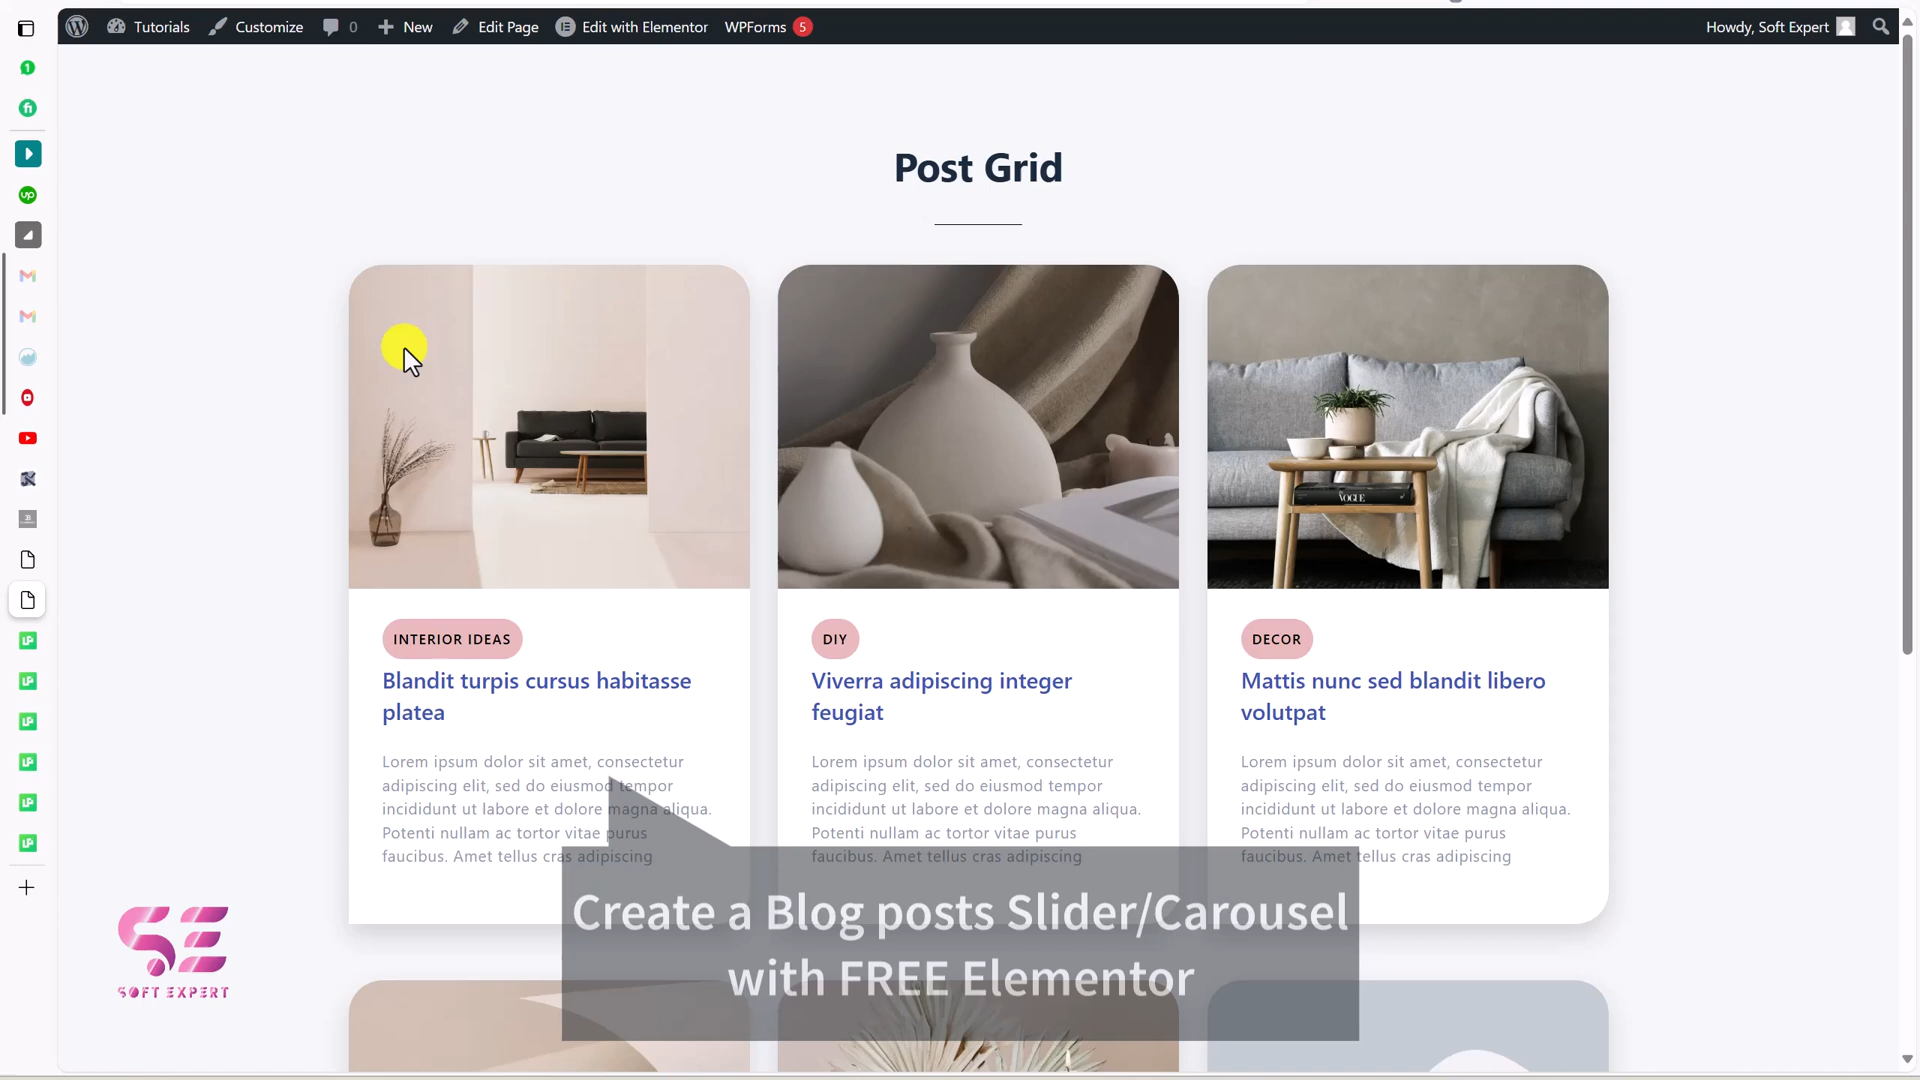 Tutorials
Customize
0
New
Edit Page
Edit with Elementor
WPForms
5
Howdy, Soft Expert
Post Grid
VOGUE
INTERIOR IDEAS
Blandit turpis cursus habitasse
platea
Lorem ipsum dolor sit amet, consectetur
adipiscing elit, sed do eiusmod tempor
incididunt ut labore et dolore magna aliqua.
Potenti nullam ac tortor vitae purus
faucibus. Amet tellus cras adipiscing
DIY
Viverra adipiscing integer
feugiat
Lorem ipsum dolor sit amet, consectetur
adipiscing elit, sed do eiusmod tempor
incididunt ut labore et dolore magna aliqua.
Potenti nullam ac tortor vitae purus
faucibus. Amet tellus cras adipiscing
DECOR
Mattis nunc sed blandit libero
volutpat
Lorem ipsum dolor sit amet, consectetur
adipiscing elit, sed do eiusmod tempor
incididunt ut labore et dolore magna aliqua.
Potenti nullam ac tortor vitae purus
faucibus. Amet tellus cras adipiscing
Create a Blog posts Slider/Carousel
with FREE Elementor
SE
SOFT EXPERT